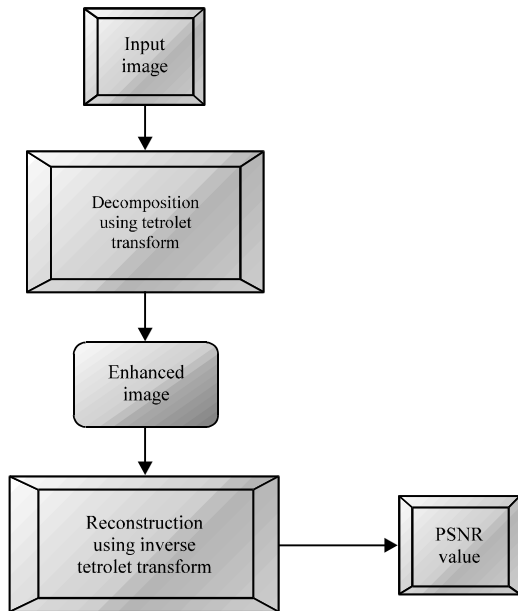 Input
image
Decomposition
using tetrolet
transform
Enhanced
image
Reconstruction
using inverse
tetrolet transform
PSNR
value